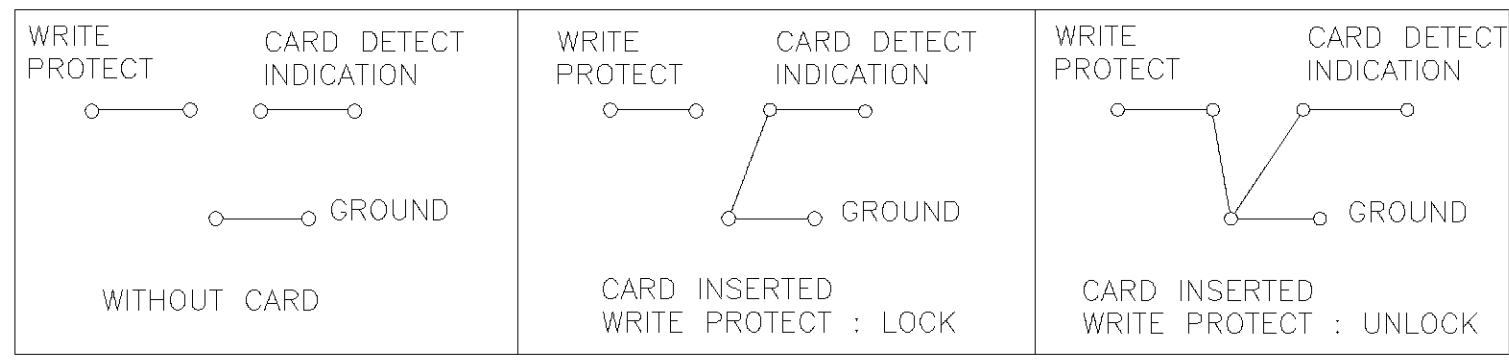 WRITE
PROTECT
CARD DETECT
INDICATION
GROUND
WITHOUT CARD
WRITE
PROTECT
CARD DETECT
INDICATION
GROUND
CARD INSERTED
WRITE PROTECT : LOCK
WRITE
PROTECT
CARD DETECT
INDICATION
GROUND
CARD INSERTED
WRITE PROTECT : UNLOCK